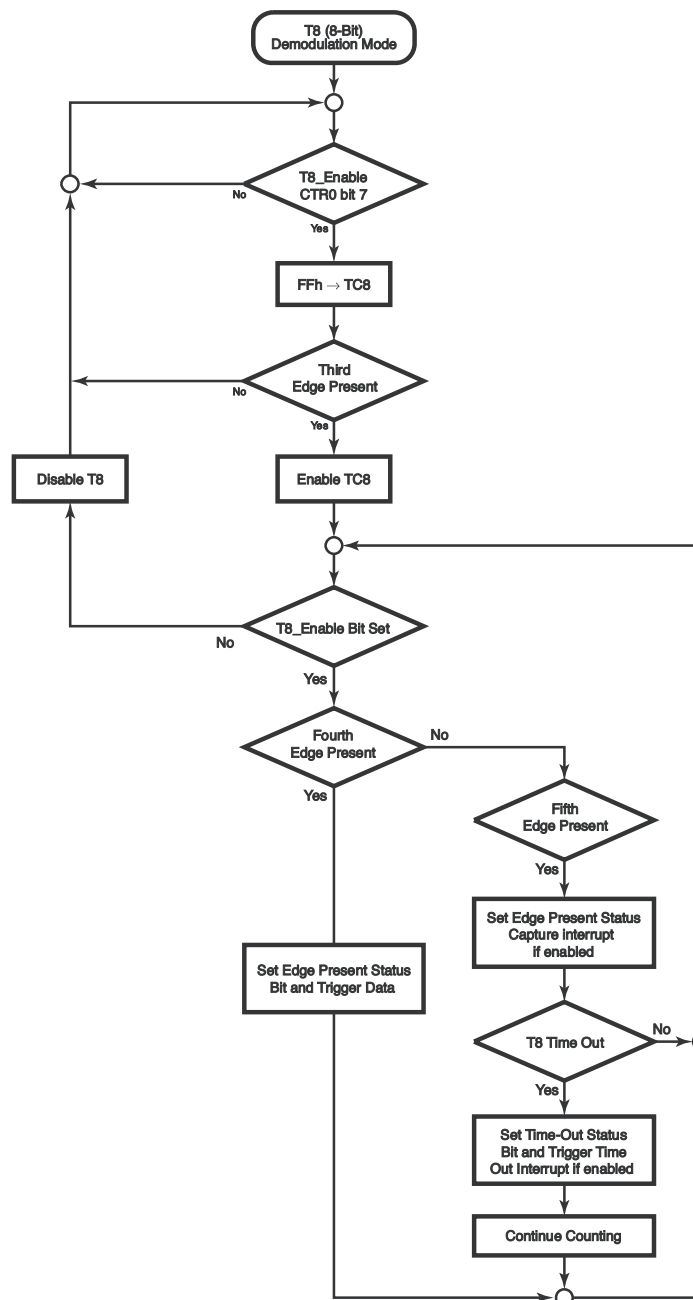 T8 (8-Bit)
Demodulation Mode
T8_Enable
CTR0 bit 7
No
Yes
FFh → TC8
Third
Edge Present
No
Yes
Disable T8
Enable TC8
T8_Enable Bit Set
No
Yes
Fourth
Edge Present
No
Yes
Fifth
Edge Present
Yes
Set Edge Present Status
Capture interrupt
if enabled
Set Edge Present Status
Bit and Trigger Data
T8 Time Out
No
Yes
Set Time-Out Status
Bit and Trigger Time
Out Interrupt if enabled
Continue Counting